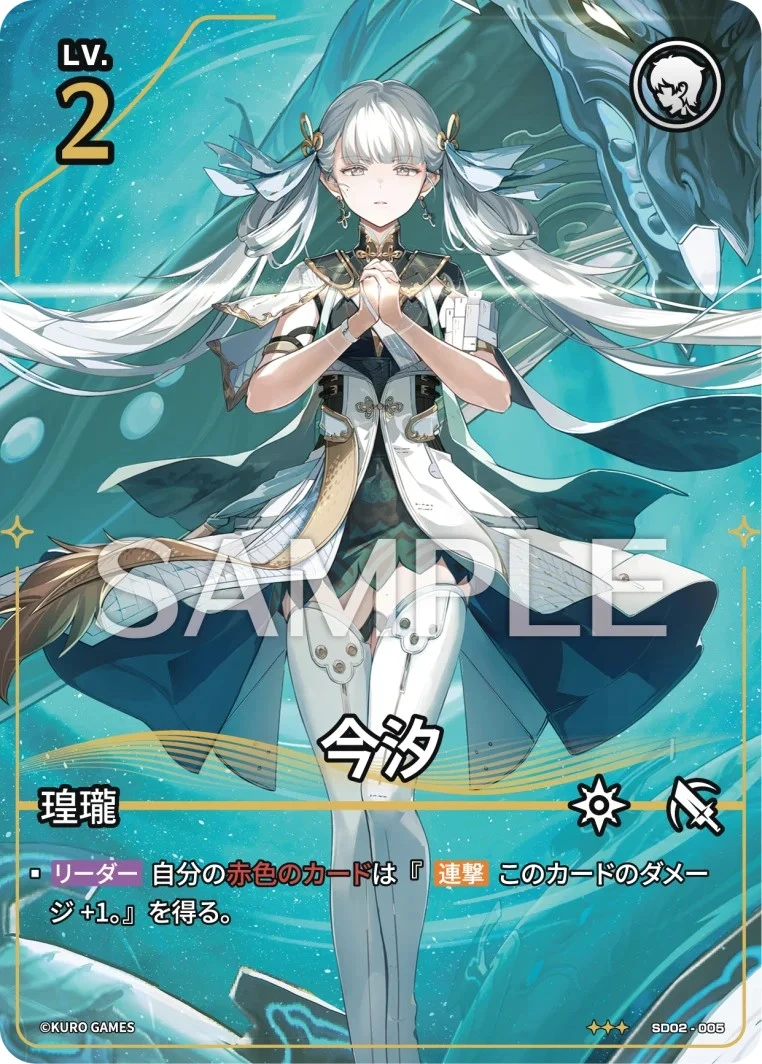 LV.
2
SAMPLE
今汐
瑝瓏
▪ リーダー 自分の赤色のカードは『 連撃 このカードのダメー
ジ +1。』を得る。
©KURO GAMES
SD02 - 005